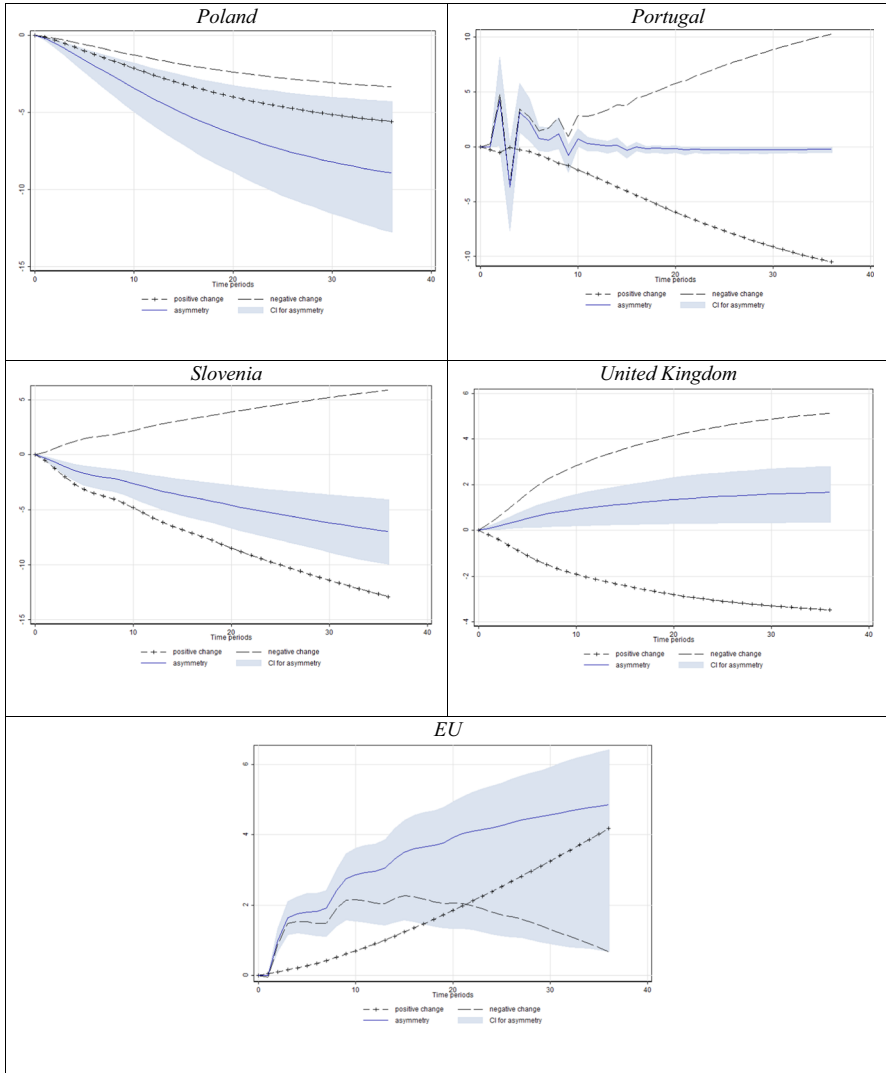 Poland
0
-5
-10
-15
0 10 20 30 40
Time periods
positive change negative change
asymmetry CI for asymmetry
Portugal
10
5
0
-5
-10
0 10 20 30 40
Time periods
positive change negative change
asymmetry CI for asymmetry
Slovenia
5
0
-5
-10
-15
0 10 20 30 40
Time periods
positive change negative change
asymmetry CI for asymmetry
United Kingdom
6
4
2
0
-2
-4
0 10 20 30 40
Time periods
positive change negative change
asymmetry CI for asymmetry
EU
6
4
2
0
0 10 20 30 40
Time periods
positive change negative change
asymmetry CI for asymmetry